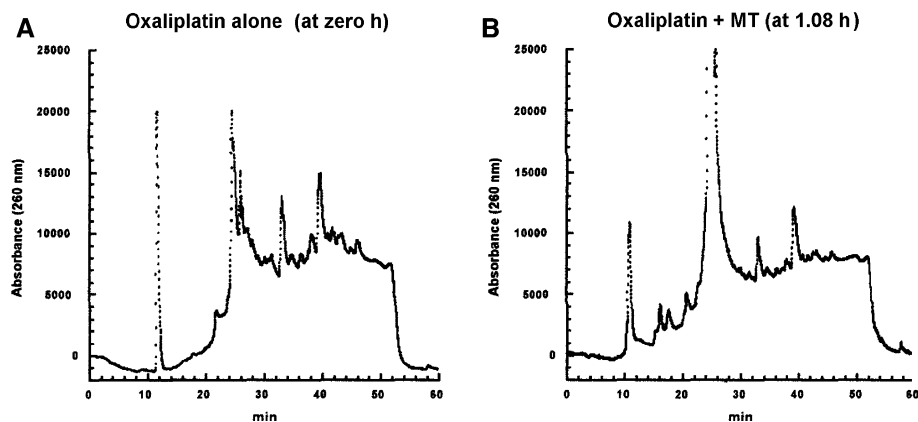 A
Oxaliplatin alone (at zero h)
25000
20000
15000
10000
5000
0
Absorbance (260 nm)
0 10 20 30 40 50 60
min
B
Oxaliplatin + MT (at 1.08 h)
25000
20000
15000
10000
5000
0
Absorbance (260 nm)
0 10 20 30 40 50 60
min